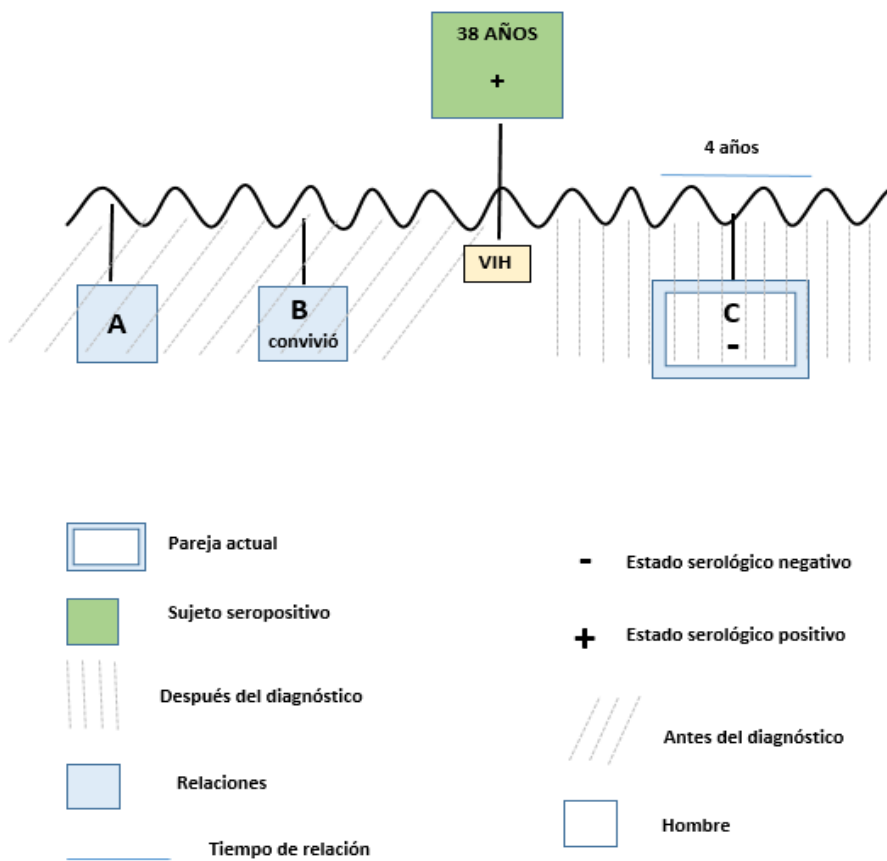 38 AÑOS
+
4 años
VIH
A
B
convivió
C
-
Pareja actual
- Estado serológico negativo
Sujeto seropositivo
+ Estado serológico positivo
Después del diagnóstico
Antes del diagnóstico
Relaciones
Hombre
Tiempo de relación